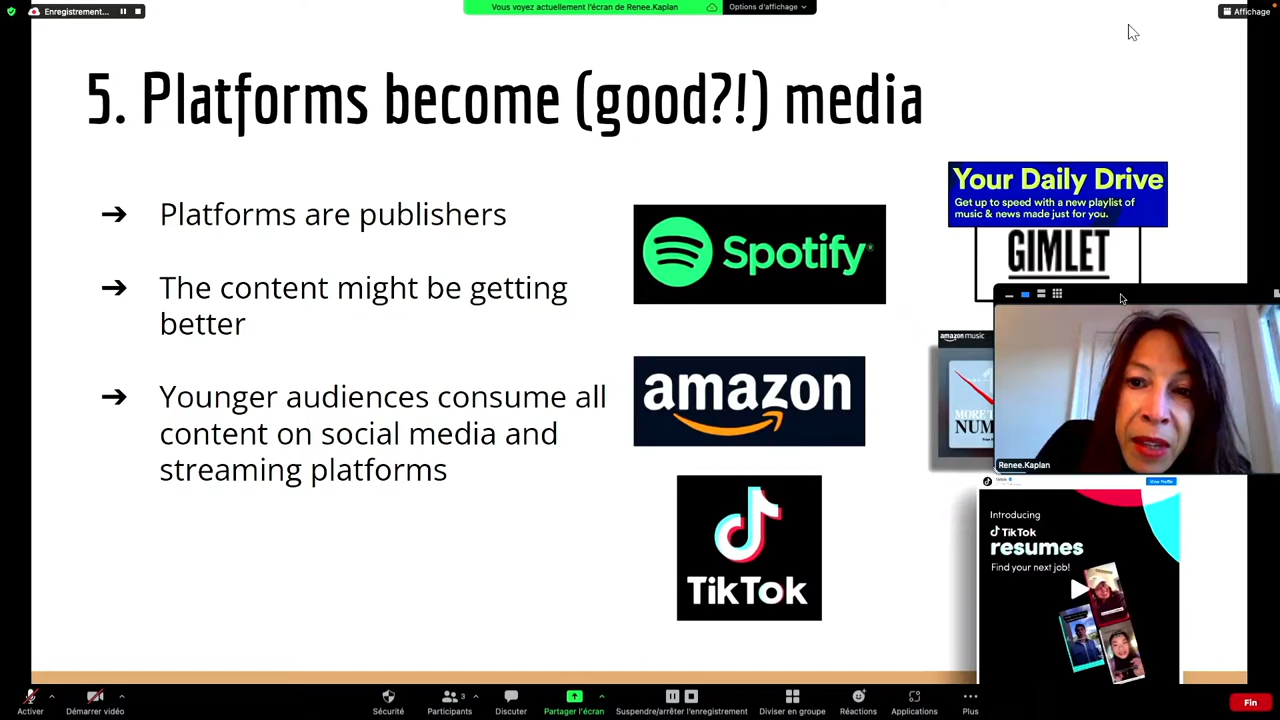 Enregistrement...
Vous voyez actuellement l'écran de Renee.Kaplan
Options d'affichage
Affichage
5. Platforms become (good?!) media
➔ Platforms are publishers
➔ The content might be getting
better
➔ Younger audiences consume all
content on social media and
streaming platforms
Spotify
amazon
TikTok
Your Daily Drive
Get up to speed with a new playlist of
music & news made just for you.
GIMLET
amazon music
NUM
Renee.Kaplan
View Profile
Introducing
TikTok
resumes
Find your next job!
Activer
Démarrer vidéo
Sécurité
Participants
3
Discuter
Partager l'écran
Suspendre/arrêter l'enregistrement
Diviser en groupe
Réactions
Applications
Plus
Fin